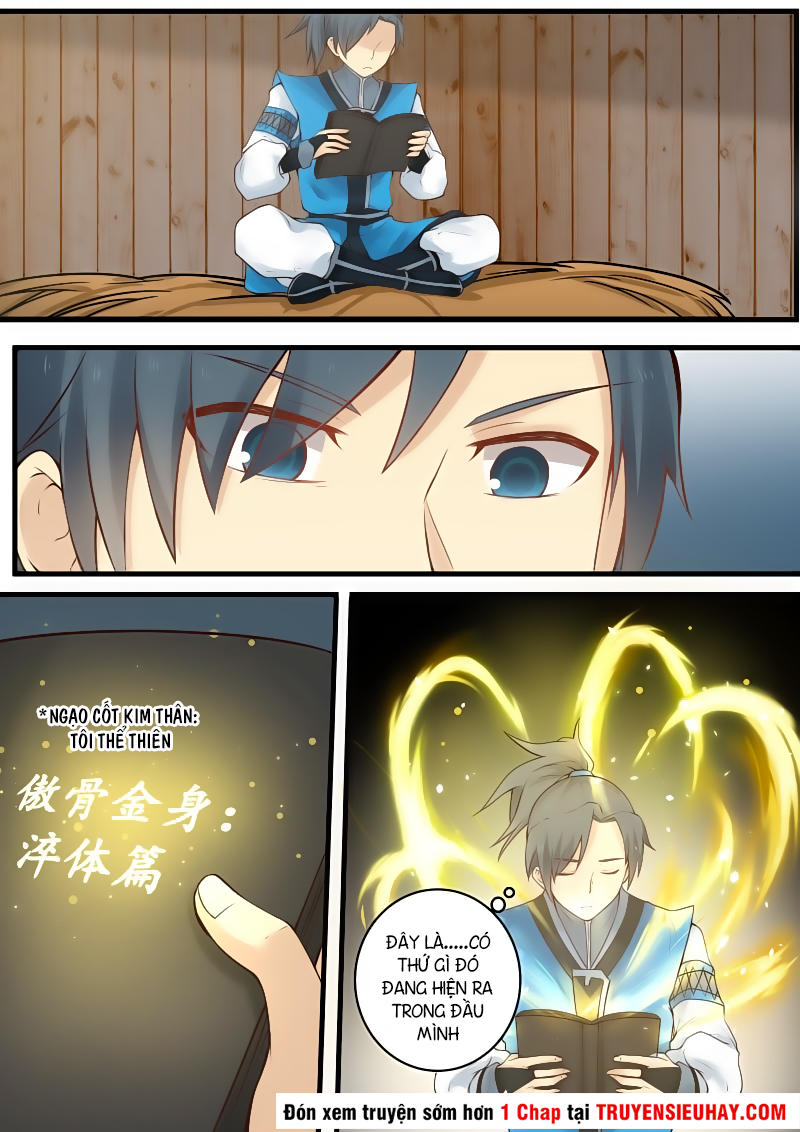 *NGẠO CỐT KIM THÂN:
TÔI THỂ THIÊN
傲骨金身：
淬体篇
ĐÂY LÀ.....CÓ
THỨ GÌ ĐÓ
ĐANG HIỆN RA
TRONG ĐẦU
MÌNH
Đón xem truyện sớm hơn 1 Chap tại TRUYENSIEUHAY.COM